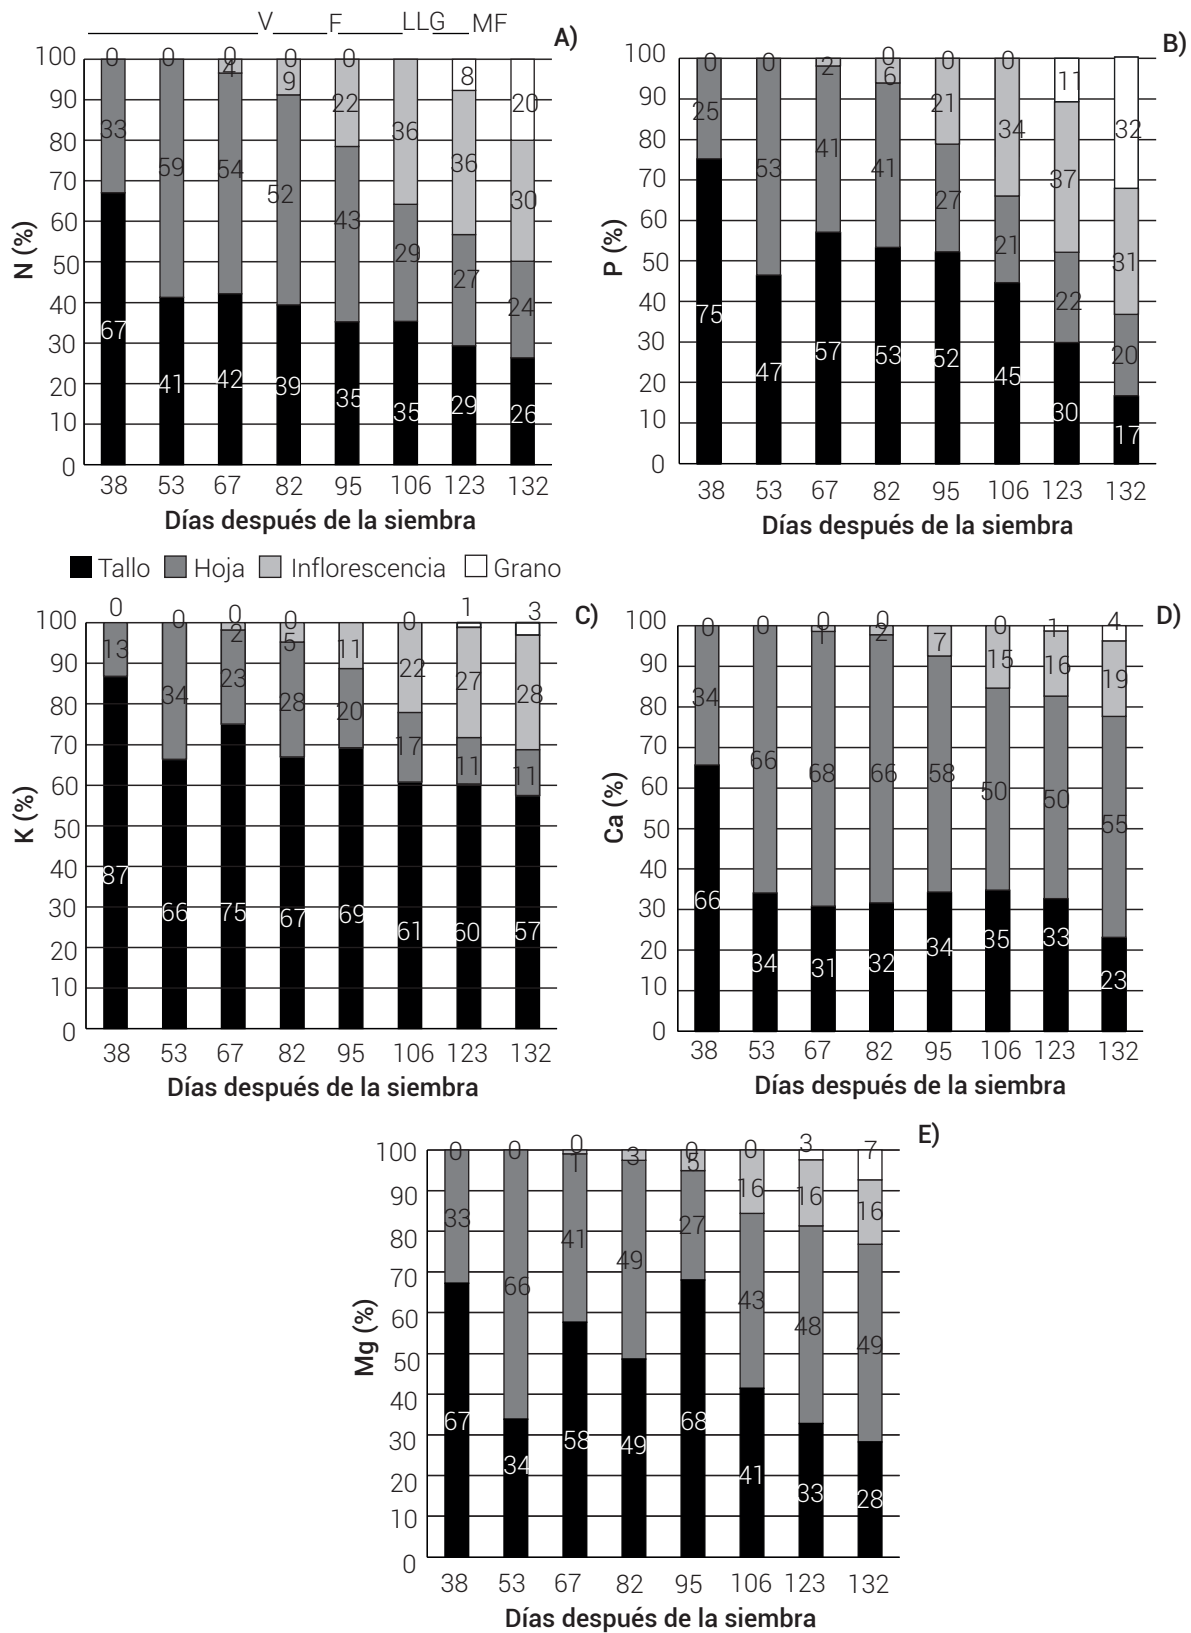 V F LLG MF
A)
100 90 80 70 60 50 40 30 20 10 0
N (%)
0 0 0 0 0
4 9 22 36 8 20
33 59 54 52 43 29 36 30
27 24
67 41 42 39 35 35 29 26
38 53 67 82 95 106 123 132
Días después de la siembra
B)
100 90 80 70 60 50 40 30 20 10 0
P (%)
0 0 0 0 0
2 6 21 34 11 32
25 53 41 41 27 21 37 31
22 20
75 47 57 53 52 45 30 17
38 53 67 82 95 106 123 132
Días después de la siembra
Tallo Hoja Inflorescencia Grano
C)
100 90 80 70 60 50 40 30 20 10 0
K (%)
0 0 0 0 0 1 3
2 5 11 22 27 28
13 34 23 28 20 17 11 11
87 66 75 67 69 61 60 57
38 53 67 82 95 106 123 132
Días después de la siembra
D)
100 90 80 70 60 50 40 30 20 10 0
Ca (%)
0 0 0 0 0 1 4
1 2 7 15 16 19
34 66 68 66 58 50 50 55
66 34 31 32 34 35 33 23
38 53 67 82 95 106 123 132
Días después de la siembra
E)
100 90 80 70 60 50 40 30 20 10 0
Mg (%)
0 0 0 0 0 3 7
1 3 5 16 16 16
33 66 41 49 27 43 48 49
67 34 58 49 68 41 33 28
38 53 67 82 95 106 123 132
Días después de la siembra